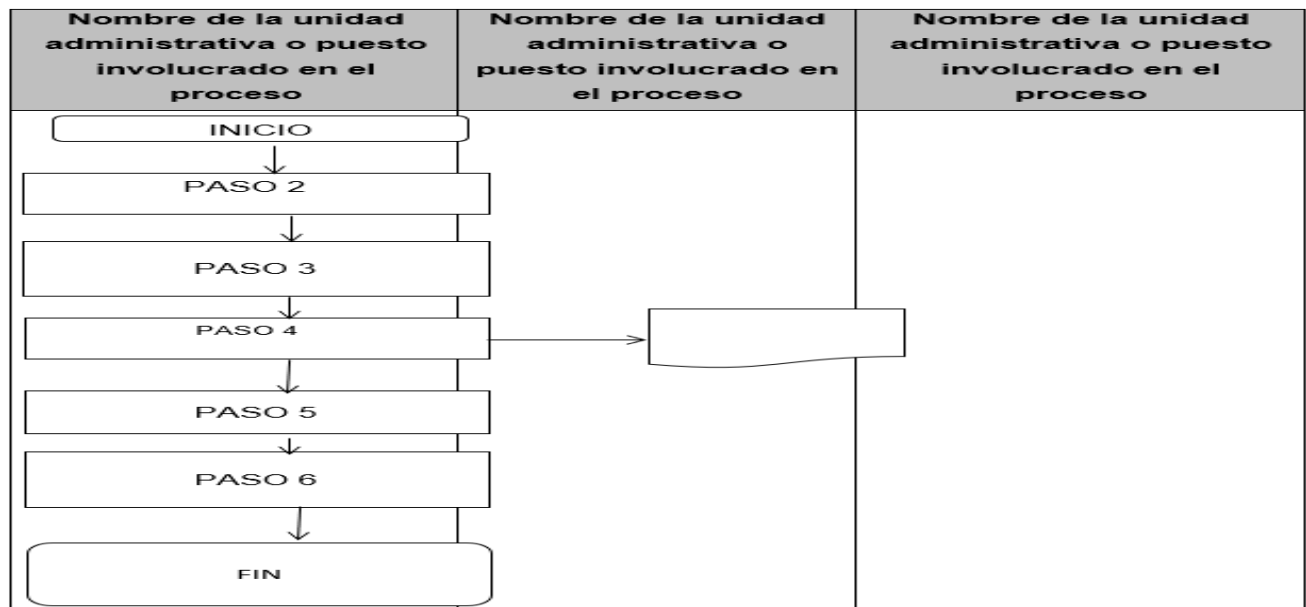 Nombre de la unidad
administrativa o puesto
involucrado en el
proceso
Nombre de la unidad
administrativa o
puesto involucrado en
el proceso
Nombre de la unidad
administrativa o puesto
involucrado en el
proceso
INICIO
PASO 2
PASO 3
PASO 4
PASO 5
PASO 6
FIN